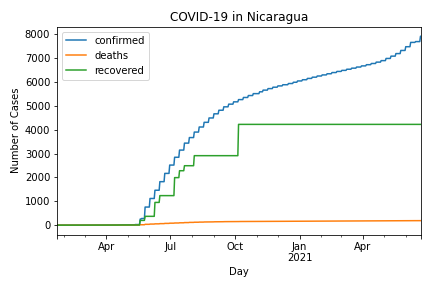 COVID-19 in Nicaragua
confirmed
deaths
recovered
Number of Cases
8000
7000
6000
5000
4000
3000
2000
1000
0
Apr
Jul
Oct
Jan
2021
Apr
Day